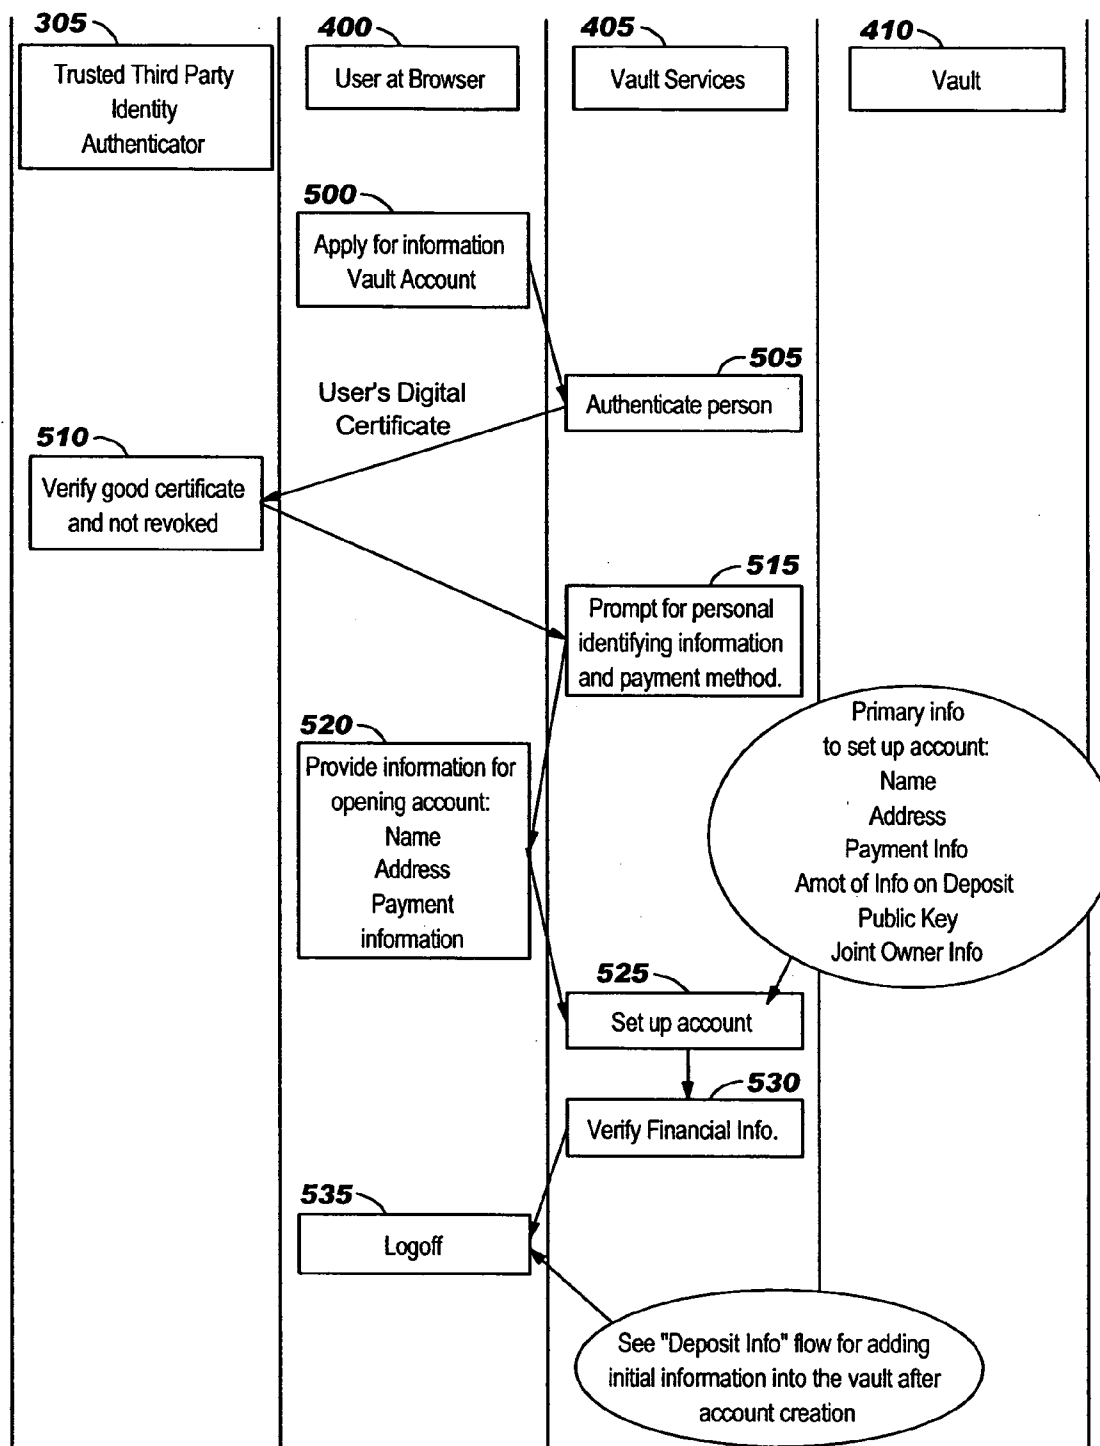 305
400
405
410
Trusted Third Party
Identity
Authenticator
User at Browser
Vault Services
Vault
500
Apply for information
Vault Account
505
Authenticate person
User's Digital
Certificate
510
Verify good certificate
and not revoked
515
Prompt for personal
identifying information
and payment method.
520
Provide information for
opening account:
Name
Address
Payment
information
Primary info
to set up account:
Name
Address
Payment Info
Amot of Info on Deposit
Public Key
Joint Owner Info
525
Set up account
530
Verify Financial Info.
535
Logoff
See "Deposit Info" flow for adding
initial information into the vault after
account creation